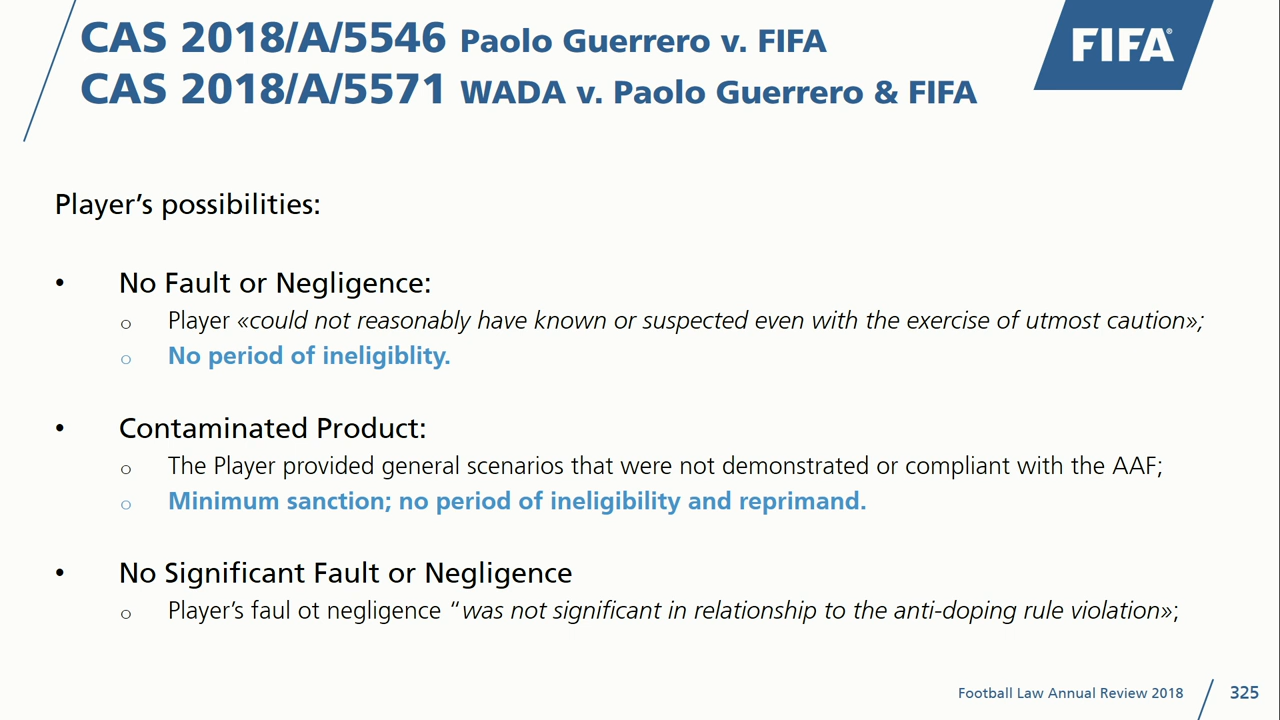 CAS 2018/A/5546 Paolo Guerrero v. FIFA
CAS 2018/A/5571 WADA v. Paolo Guerrero & FIFA
FIFA®
Player’s possibilities:
• No Fault or Negligence:
o Player «could not reasonably have known or suspected even with the exercise of utmost caution»;
o No period of ineligiblity.
• Contaminated Product:
o The Player provided general scenarios that were not demonstrated or compliant with the AAF;
o Minimum sanction; no period of ineligibility and reprimand.
• No Significant Fault or Negligence
o Player’s faul ot negligence “was not significant in relationship to the anti-doping rule violation»;
Football Law Annual Review 2018
325